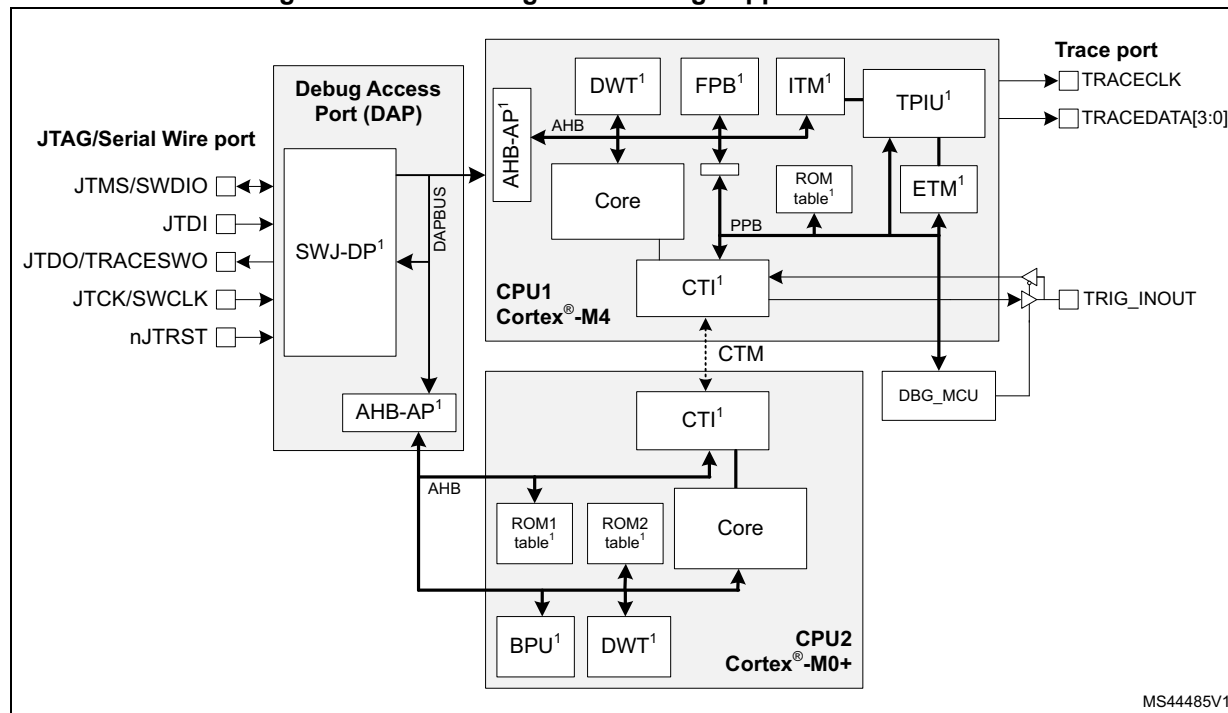 Debug Access
Port (DAP)
JTAG/Serial Wire port
JTMS/SWDIO
JTDI
JTDO/TRACESWO
JTCK/SWCLK
nJTRST
SWJ-DP¹
DAPBUS
AHB-AP¹
AHB-AP¹
AHB
DWT¹
FPB¹
ITM¹
TPIU¹
Core
ROM
table¹
ETM¹
PPB
CTI¹
CPU1
Cortex®-M4
Trace port
TRACECLK
TRACEDATA[3:0]
TRIG_INOUT
DBG_MCU
CTM
CTI¹
AHB
ROM1
table¹
ROM2
table¹
Core
BPU¹
DWT¹
CPU2
Cortex®-M0+
MS44485V1